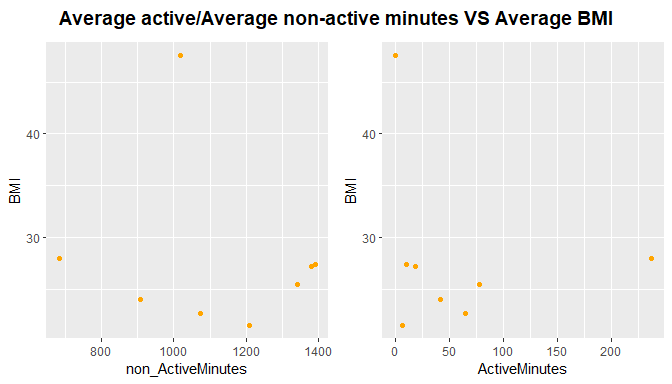 Average active/Average non-active minutes VS Average BMI
BMI
40
30
800 1000 1200 1400
non_ActiveMinutes
BMI
40
30
0 50 100 150 200
ActiveMinutes